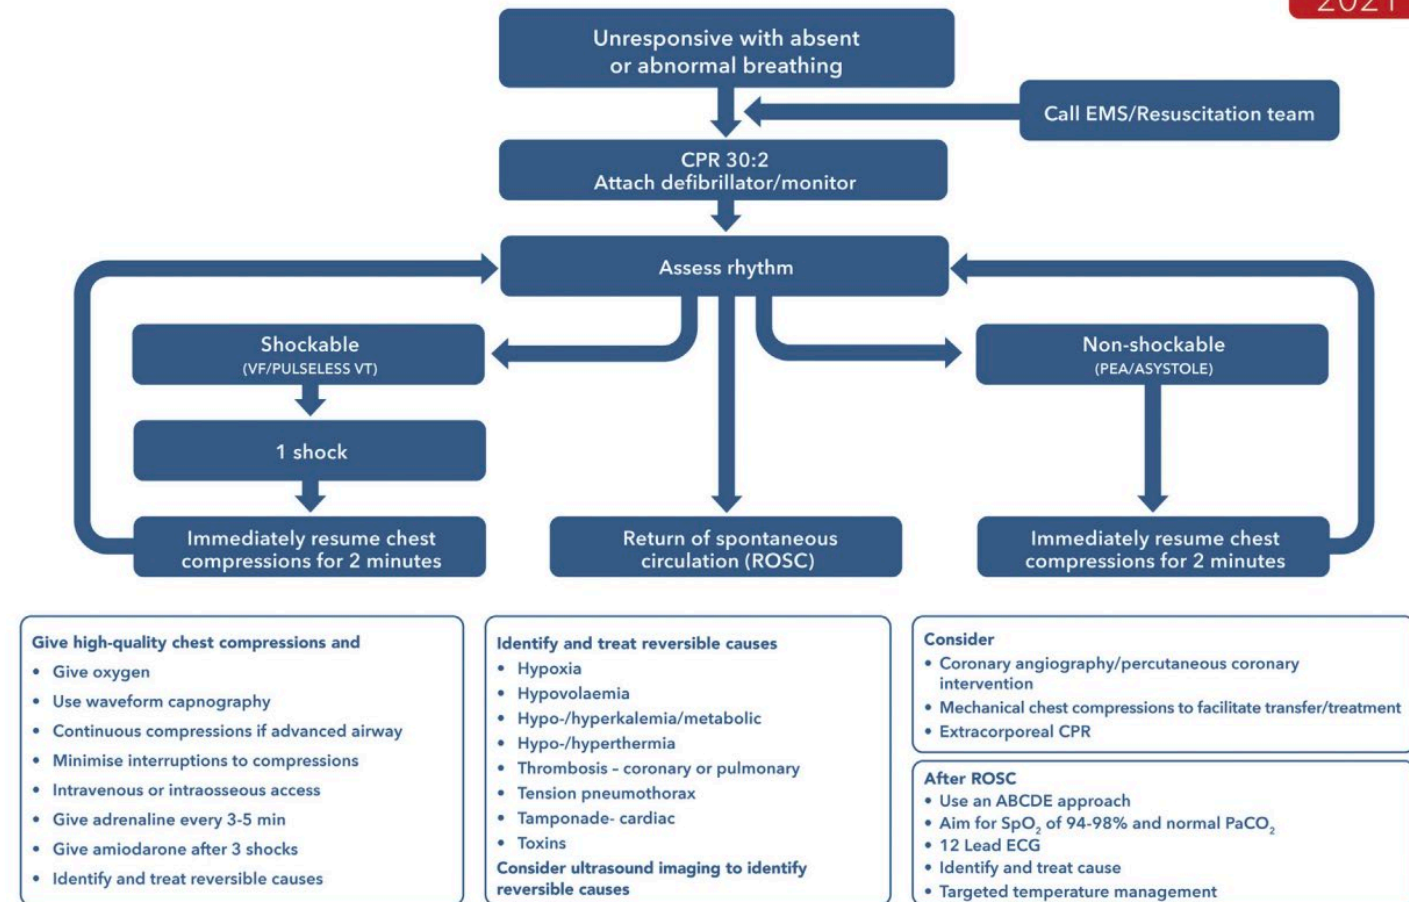 2021
Unresponsive with absent
or abnormal breathing
Call EMS/Resuscitation team
CPR 30:2
Attach defibrillator/monitor
Assess rhythm
Shockable
(VF/PULSELESS VT)
Non-shockable
(PEA/ASYSTOLE)
1 shock
Immediately resume chest
compressions for 2 minutes
Return of spontaneous
circulation (ROSC)
Immediately resume chest
compressions for 2 minutes
Give high-quality chest compressions and
• Give oxygen
• Use waveform capnography
• Continuous compressions if advanced airway
• Minimise interruptions to compressions
• Intravenous or intraosseous access
• Give adrenaline every 3-5 min
• Give amiodarone after 3 shocks
• Identify and treat reversible causes
Identify and treat reversible causes
• Hypoxia
• Hypovolaemia
• Hypo-/hyperkalemia/metabolic
• Hypo-/hyperthermia
• Thrombosis – coronary or pulmonary
• Tension pneumothorax
• Tamponade- cardiac
• Toxins
Consider ultrasound imaging to identify
reversible causes
Consider
• Coronary angiography/percutaneous coronary
intervention
• Mechanical chest compressions to facilitate transfer/treatment
• Extracorporeal CPR
After ROSC
• Use an ABCDE approach
• Aim for SpO₂ of 94-98% and normal PaCO₂
• 12 Lead ECG
• Identify and treat cause
• Targeted temperature management